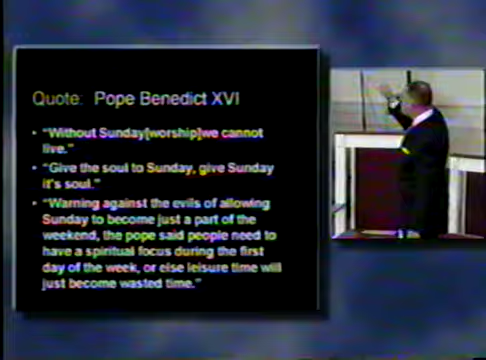 Quote: Pope Benedict XVI
• "Without Sunday[worship]we cannot
live."
• "Give the soul to Sunday, give Sunday
it's soul."
• "Warning against the evils of allowing
Sunday to become just a part of the
weekend, the pope said people need to
have a spiritual focus during the first
day of the week, or else leisure time will
just become wasted time."